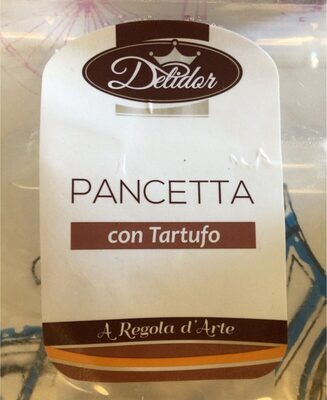 Delidor
PANCETTA
con Tartufo
A Regola d'Arte